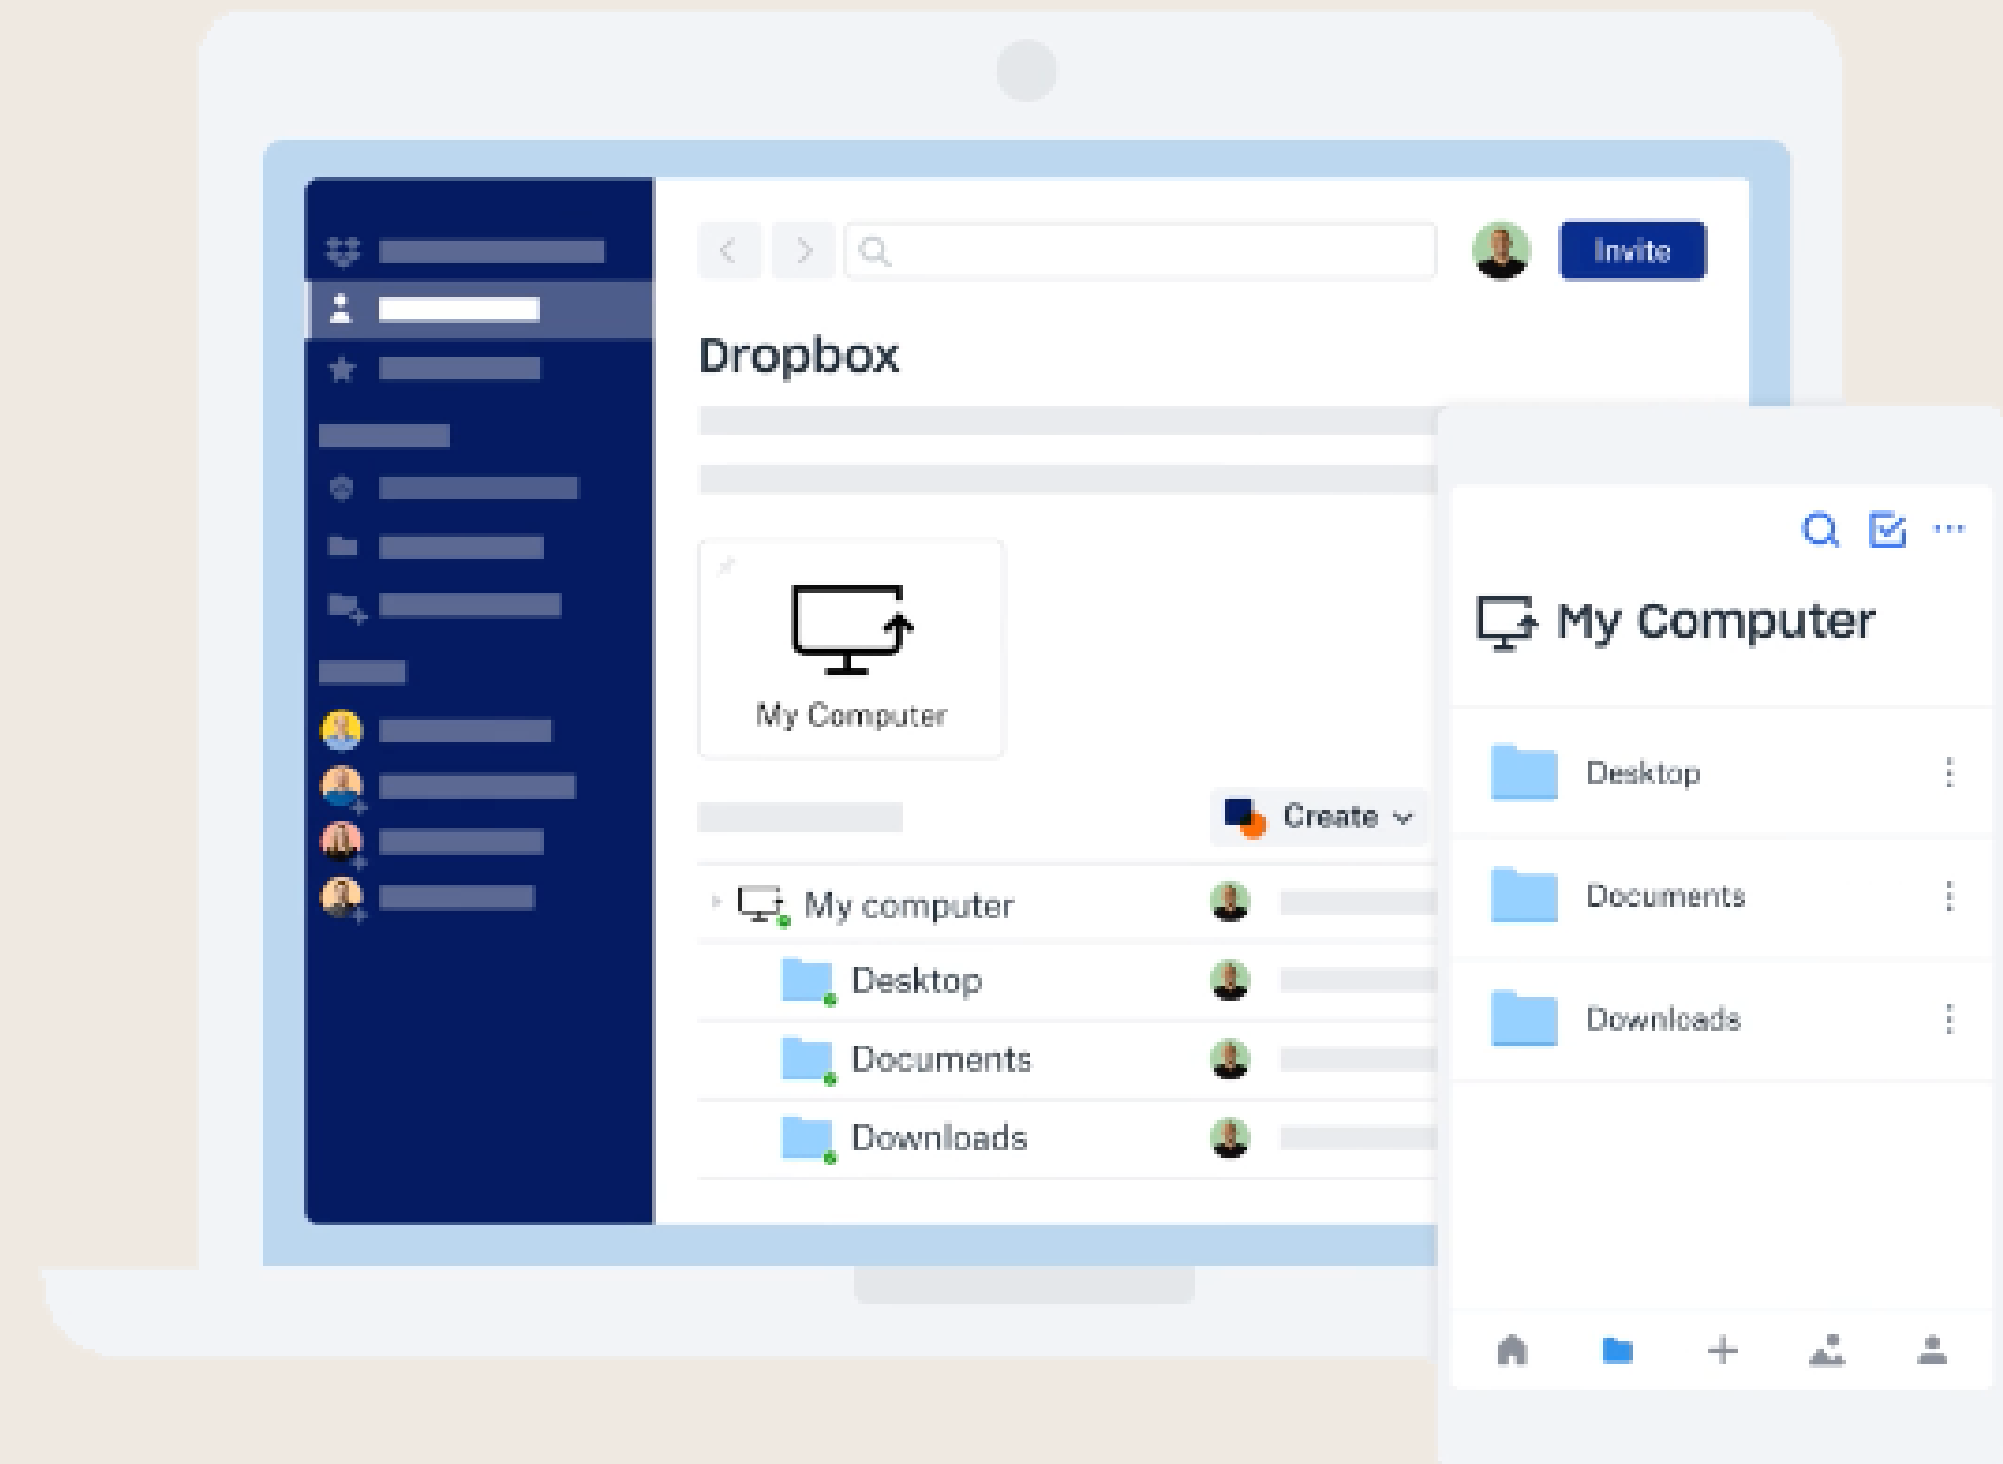 Invite
Dropbox
My Computer
Create
My computer
Desktop
Documents
Downloads
My Computer
Desktop
Documents
Downloads